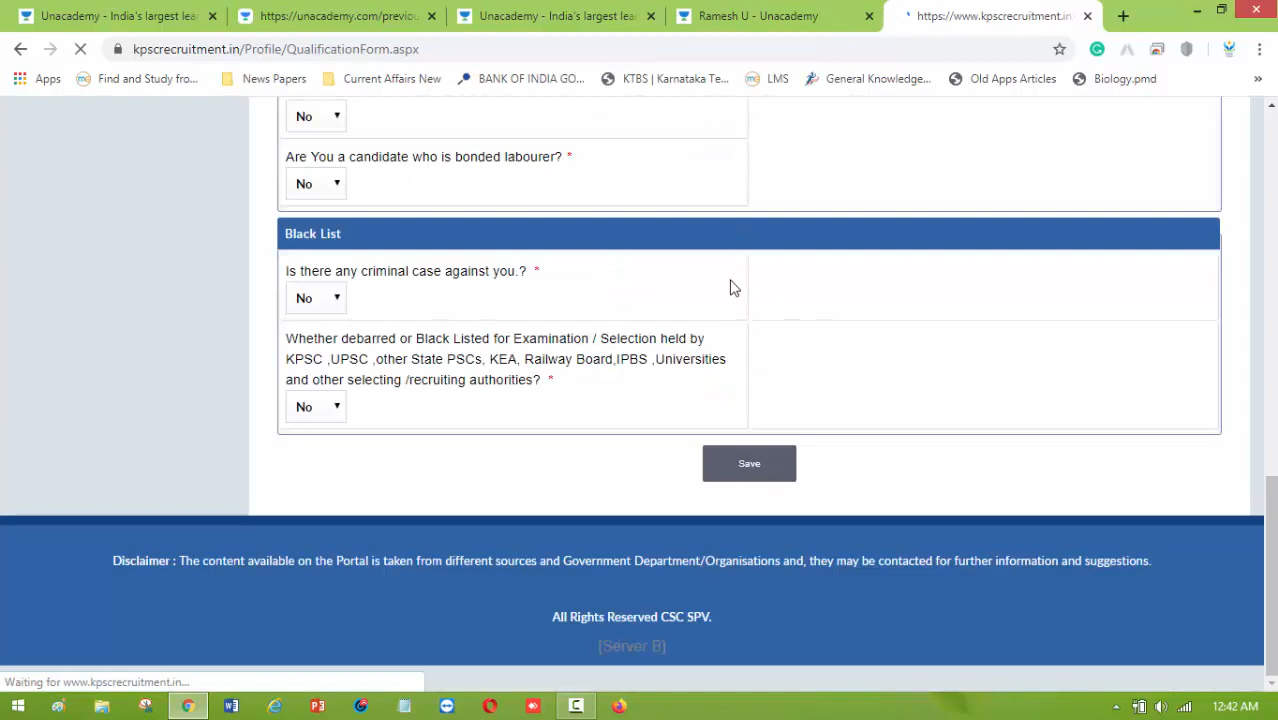 Unacademy - India's largest lear
https://unacademy.com/previou
Unacademy - India's largest lear
Ramesh U - Unacademy
https://www.kpscrecruitment.in
kpscrecruitment.in/Profile/QualificationForm.aspx
Apps
Find and Study fro...
News Papers
Current Affairs New
BANK OF INDIA GO...
KTBS | Karnataka Te...
LMS
General Knowledge...
Old Apps Articles
Biology.pmd
»
No
Are You a candidate who is bonded labourer? *
No
Black List
Is there any criminal case against you.? *
No
Whether debarred or Black Listed for Examination / Selection held by
KPSC ,UPSC ,other State PSCs, KEA, Railway Board,IPBS ,Universities
and other selecting /recruiting authorities? *
No
Save
Disclaimer : The content available on the Portal is taken from different sources and Government Department/Organisations and, they may be contacted for further information and suggestions.
All Rights Reserved CSC SPV.
[Server B]
Waiting for www.kpscrecruitment.in...
12:42 AM